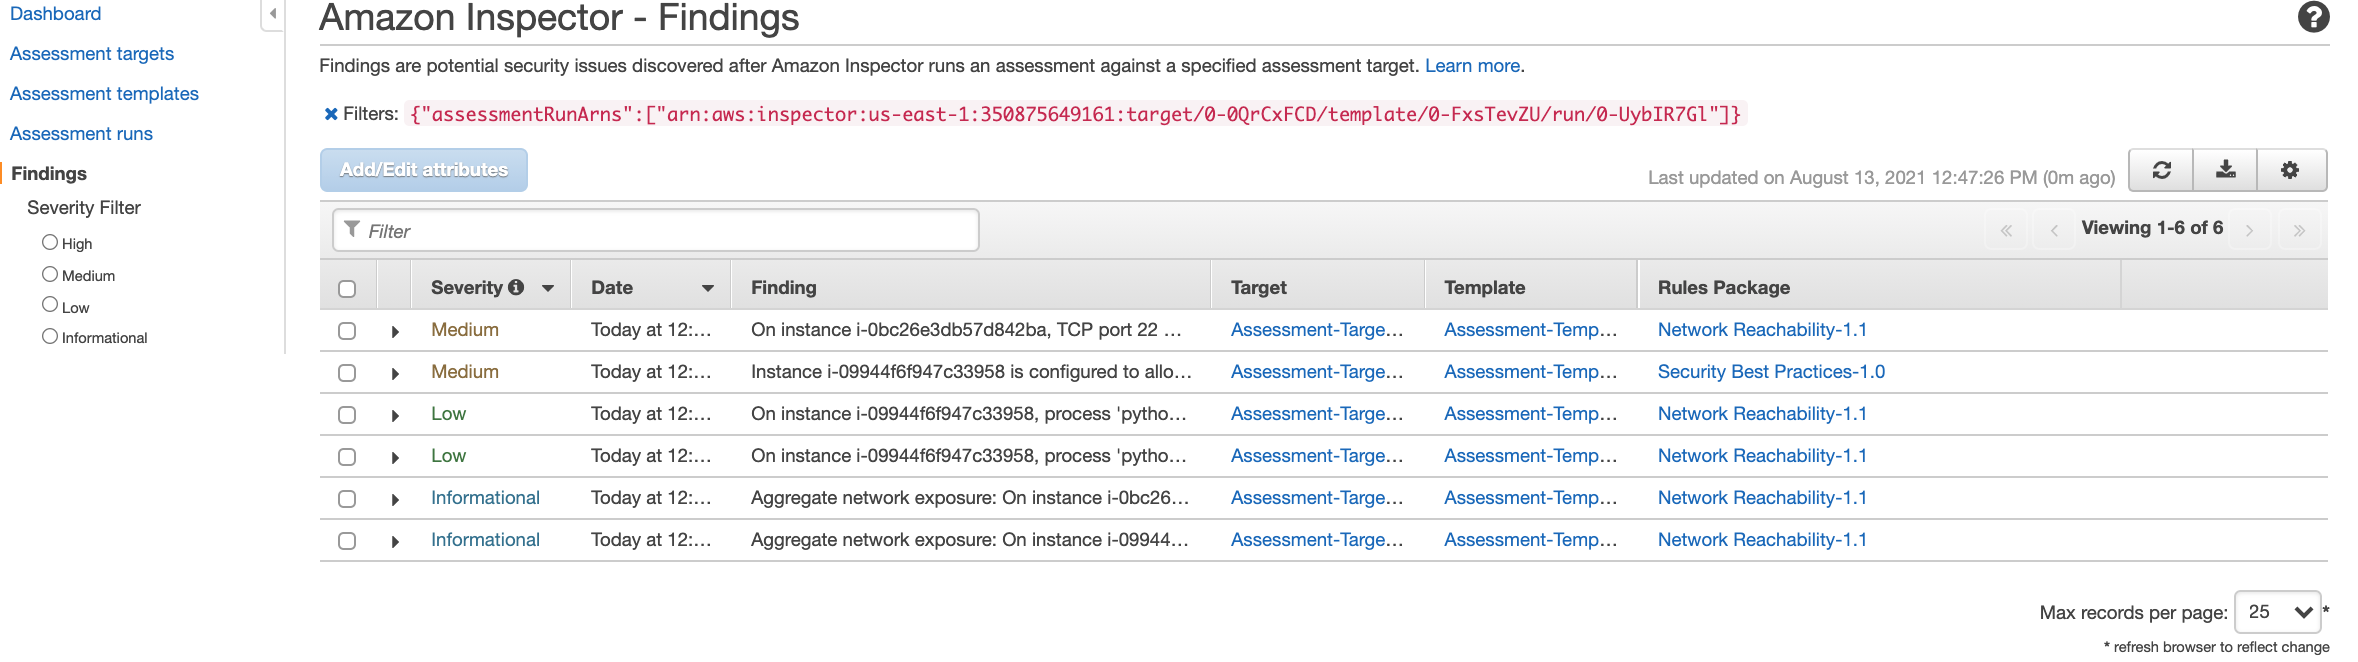 Dashboard
Assessment targets
Assessment templates
Assessment runs
Findings
Severity Filter
High
Medium
Low
Informational
Amazon Inspector - Findings
Findings are potential security issues discovered after Amazon Inspector runs an assessment against a specified assessment target. Learn more.
Filters: {"assessmentRunArns":["arn:aws:inspector:us-east-1:350875649161:target/0-0QrCxFCD/template/0-FxsTevZU/run/0-UybIR7Gl"]}
Add/Edit attributes
Last updated on August 13, 2021 12:47:26 PM (0m ago)
Filter
« ‹ Viewing 1-6 of 6 › »
Severity Date Finding Target Template Rules Package
Medium Today at 12:... On instance i-0bc26e3db57d842ba, TCP port 22 ... Assessment-Targe... Assessment-Temp... Network Reachability-1.1
Medium Today at 12:... Instance i-09944f6f947c33958 is configured to allo... Assessment-Targe... Assessment-Temp... Security Best Practices-1.0
Low Today at 12:... On instance i-09944f6f947c33958, process 'pytho... Assessment-Targe... Assessment-Temp... Network Reachability-1.1
Low Today at 12:... On instance i-09944f6f947c33958, process 'pytho... Assessment-Targe... Assessment-Temp... Network Reachability-1.1
Informational Today at 12:... Aggregate network exposure: On instance i-0bc26... Assessment-Targe... Assessment-Temp... Network Reachability-1.1
Informational Today at 12:... Aggregate network exposure: On instance i-09944... Assessment-Targe... Assessment-Temp... Network Reachability-1.1
Max records per page: 25 *
* refresh browser to reflect change